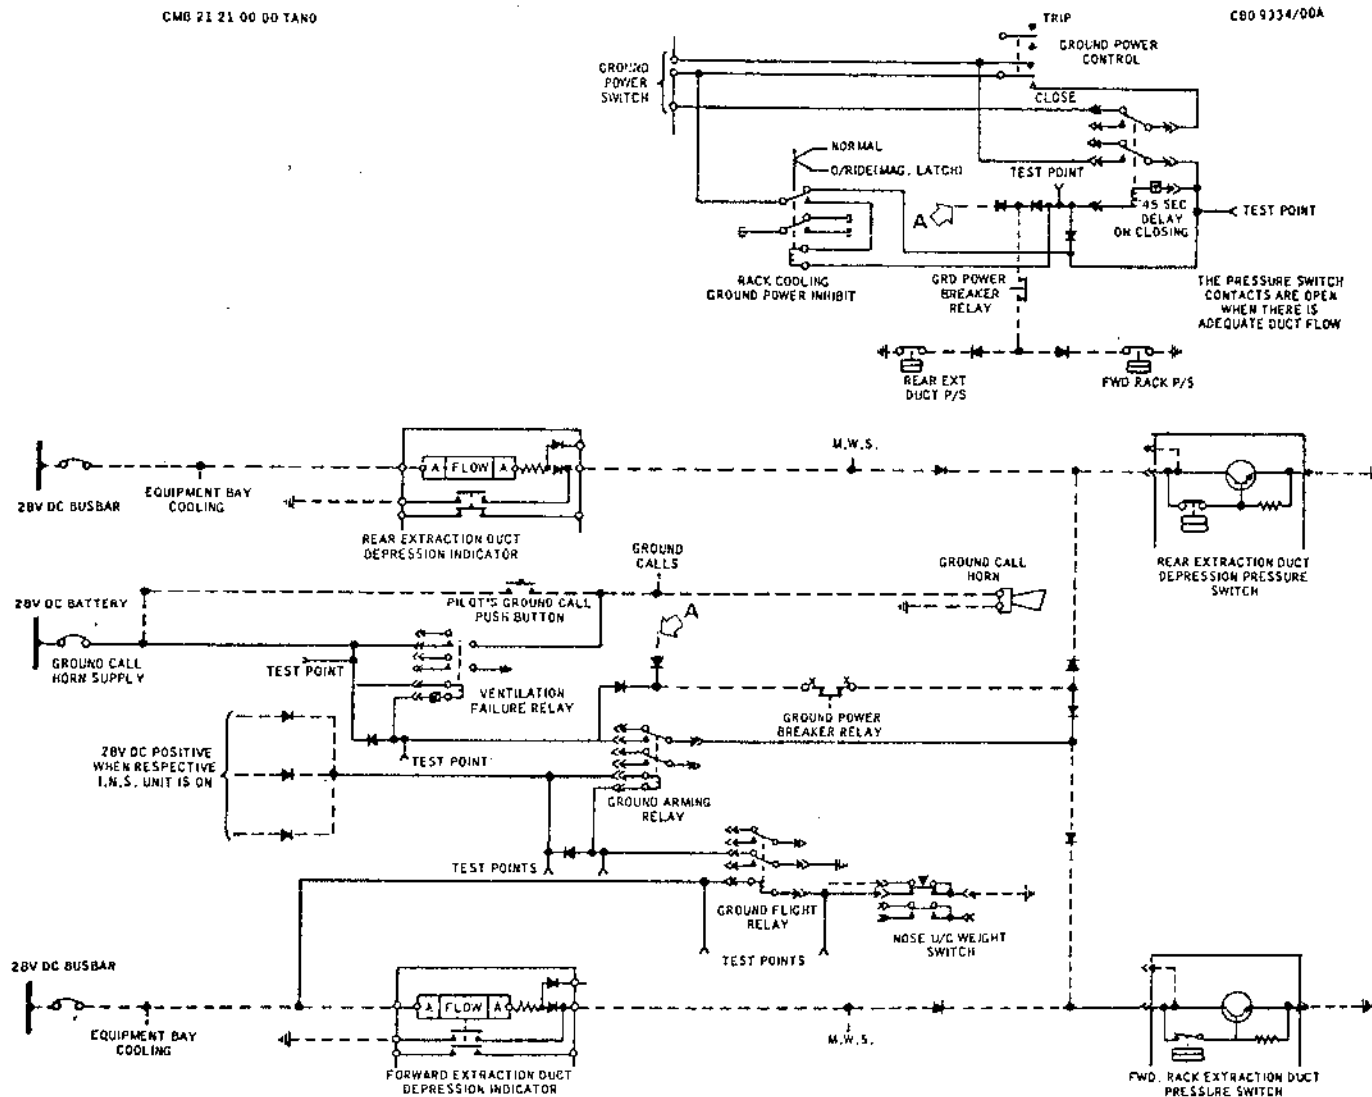 CMB 21 21 00 00 TAN0
C80 9334/00A
TRIP
GROUND POWER
CONTROL
GROUND
POWER
SWITCH
CLOSE
NORMAL
O/RIDE(MAG. LATCH)
TEST POINT
A
45 SEC
DELAY
ON CLOSING
TEST POINT
RACK COOLING
GROUND POWER INHIBIT
GRD POWER
BREAKER
RELAY
THE PRESSURE SWITCH
CONTACTS ARE OPEN
WHEN THERE IS
ADEQUATE DUCT FLOW
REAR EXT
DUCT P/S
FWD RACK P/S
M.W.S.
A FLOW A
28V DC BUSBAR
EQUIPMENT BAY
COOLING
REAR EXTRACTION DUCT
DEPRESSION INDICATOR
REAR EXTRACTION DUCT
DEPRESSION PRESSURE
SWITCH
GROUND
CALLS
GROUND CALL
HORN
28V DC BATTERY
PILOT'S GROUND CALL
PUSH BUTTON
A
GROUND CALL
HORN SUPPLY
TEST POINT
VENTILATION
FAILURE RELAY
GROUND POWER
BREAKER RELAY
28V DC POSITIVE
WHEN RESPECTIVE
I.N.S. UNIT IS ON
TEST POINT
GROUND ARMING
RELAY
TEST POINTS
GROUND FLIGHT
RELAY
NOSE U/C WEIGHT
SWITCH
TEST POINTS
28V DC BUSBAR
A FLOW A
EQUIPMENT BAY
COOLING
M.W.S.
FORWARD EXTRACTION DUCT
DEPRESSION INDICATOR
FWD. RACK EXTRACTION DUCT
PRESSURE SWITCH